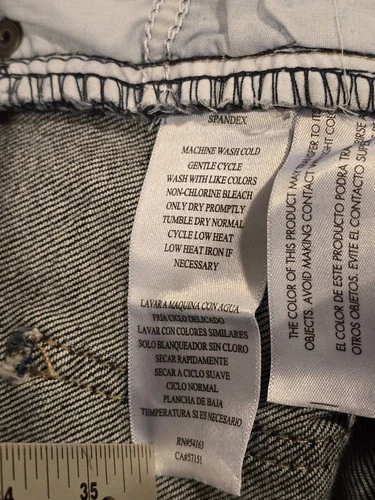 SPANDEX
MACHINE WASH COLD
GENTLE CYCLE
WASH WITH LIKE COLORS
NON-CHLORINE BLEACH
ONLY DRY PROMPTLY
TUMBLE DRY NORMAL
CYCLE LOW HEAT
LOW HEAT IRON IF
NECESSARY
LAVAR A MAQUINA CON AGUA
FRIA CICLO DELICADO
LAVAR CON COLORES SIMILARES
SOLO BLANQUEADOR SIN CLORO
SECAR RAPIDAMENTE
SECAR A CICLO SUAVE
CICLO NORMAL
PLANCHA DE BAJA
TEMPERATURA SI ES NECESARIO
RN#54163
CA#57151
THE COLOR OF THIS PRODUCT MAY
OBJECTS. AVOID MAKING CONTACT
EL COLOR DE ESTE PRODUCTO PODRA
OTROS OBJETOS. EVITE EL CONTACTO
4
35